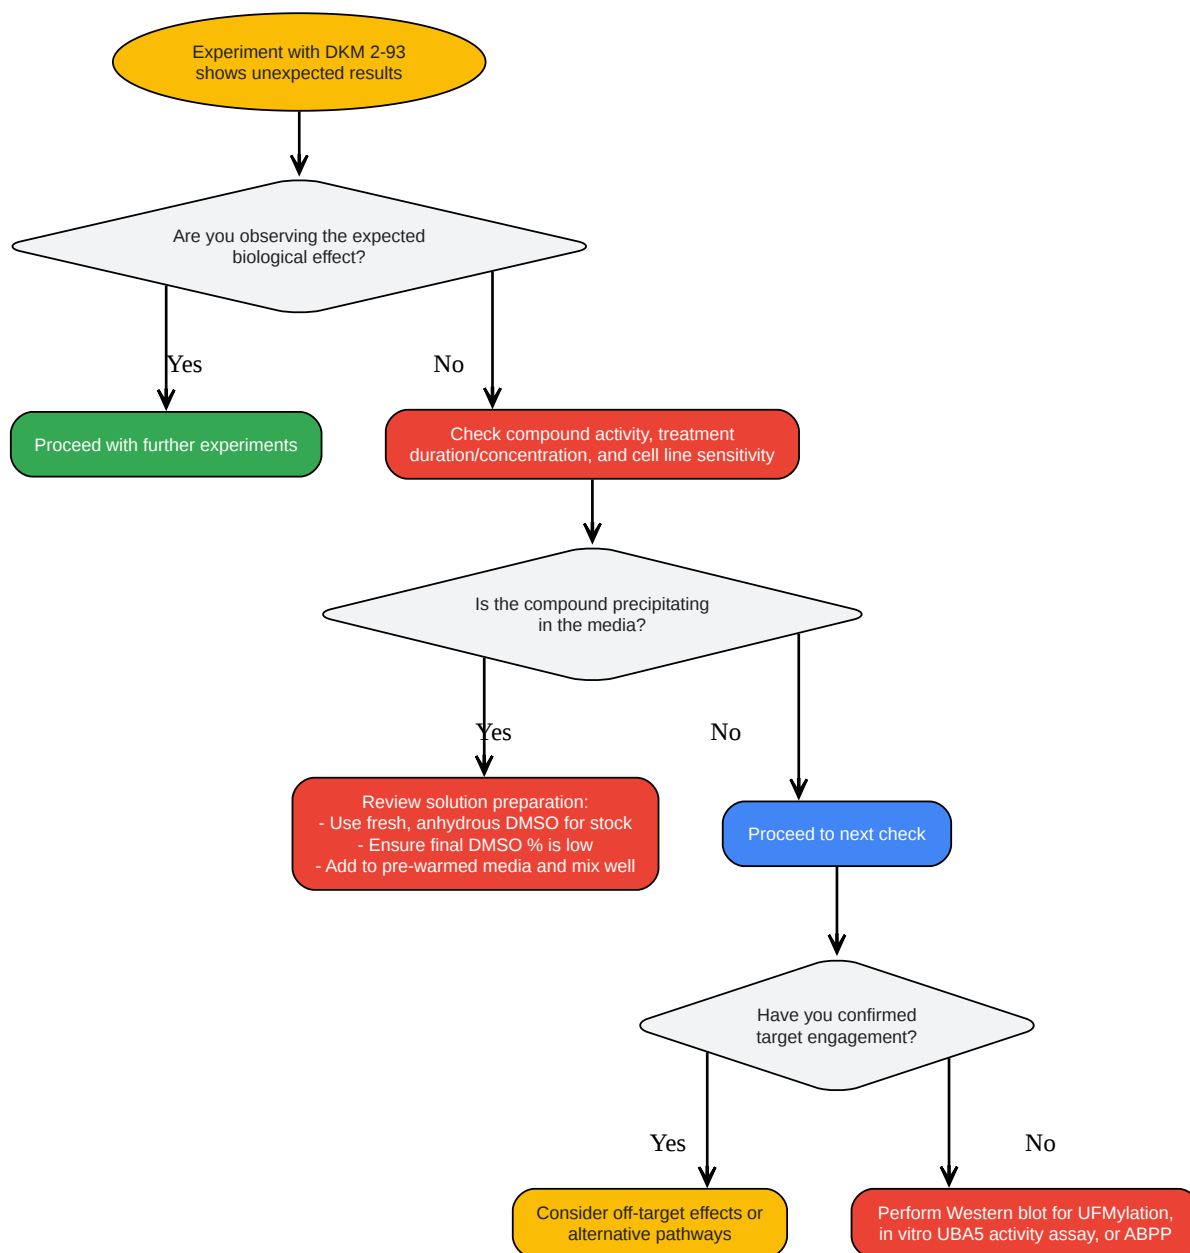 Experiment with DKM 2-93
shows unexpected results
Are you observing the expected
biological effect?
Yes
No
Proceed with further experiments
Check compound activity, treatment
duration/concentration, and cell line sensitivity
Is the compound precipitating
in the media?
Yes
No
Review solution preparation:
- Use fresh, anhydrous DMSO for stock
- Ensure final DMSO % is low
- Add to pre-warmed media and mix well
Proceed to next check
Have you confirmed
target engagement?
Yes
No
Consider off-target effects or
alternative pathways
Perform Western blot for UFMylation,
in vitro UBA5 activity assay, or ABPP